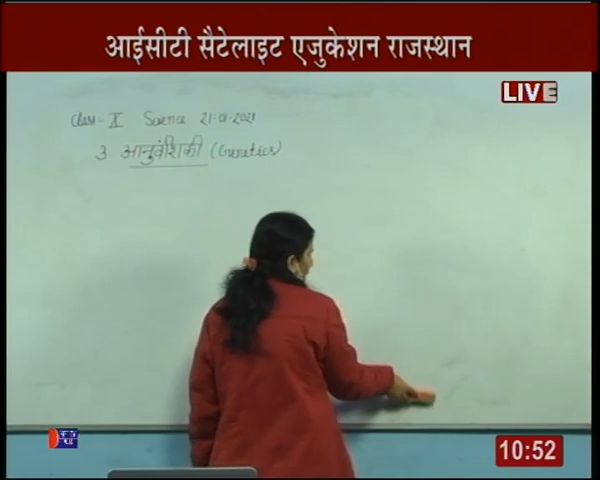 आईसीटी सैटेलाइट एजुकेशन राजस्थान
LIVE
Class- X Science 21-01-2021
3 आनुवंशिकी (Genetics)
10:52